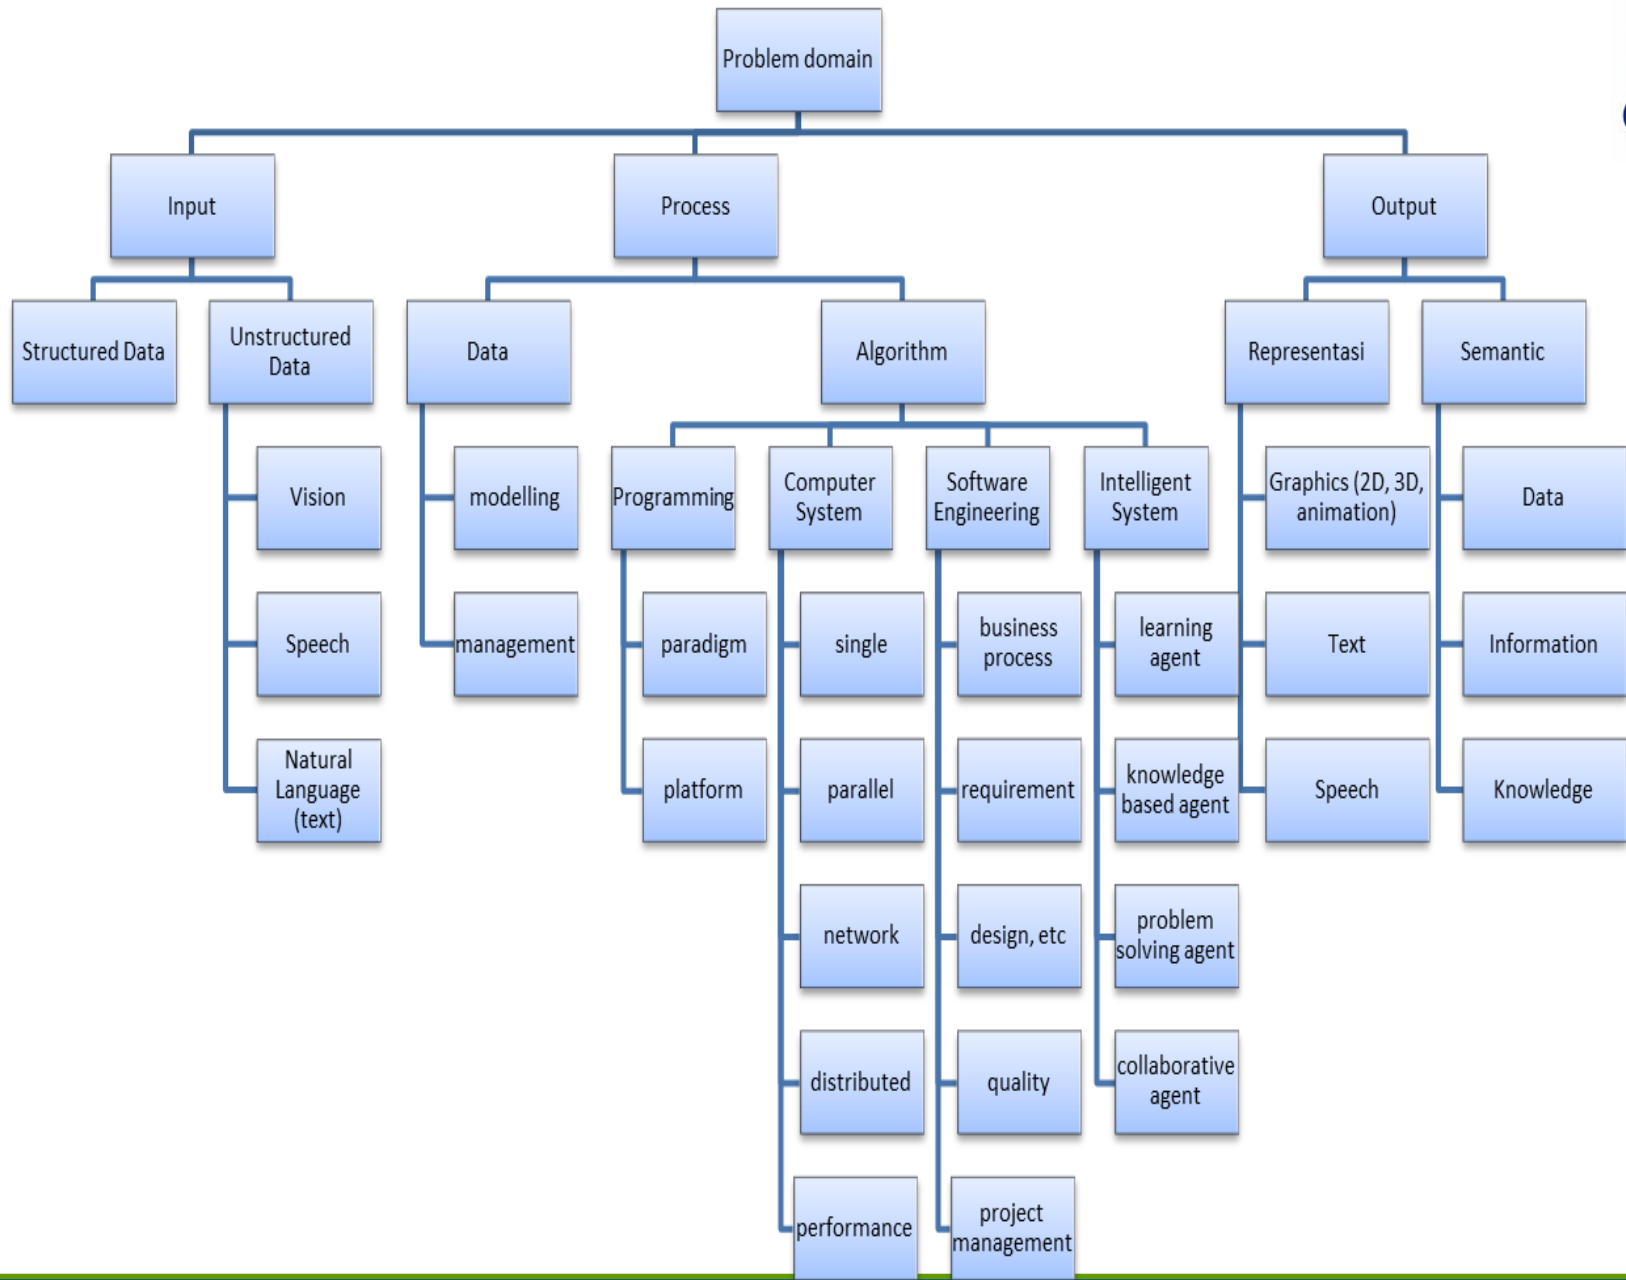 Problem domain
Input
Process
Output
Structured Data
Unstructured
Data
Data
Algorithm
Representasi
Semantic
Vision
modelling
Programming
Computer
System
Software
Engineering
Intelligent
System
Graphics (2D, 3D,
animation)
Data
Speech
management
paradigm
single
business
process
learning
agent
Text
Information
Natural
Language
(text)
platform
parallel
requirement
knowledge
based agent
Speech
Knowledge
network
design, etc
problem
solving agent
distributed
quality
collaborative
agent
performance
project
management